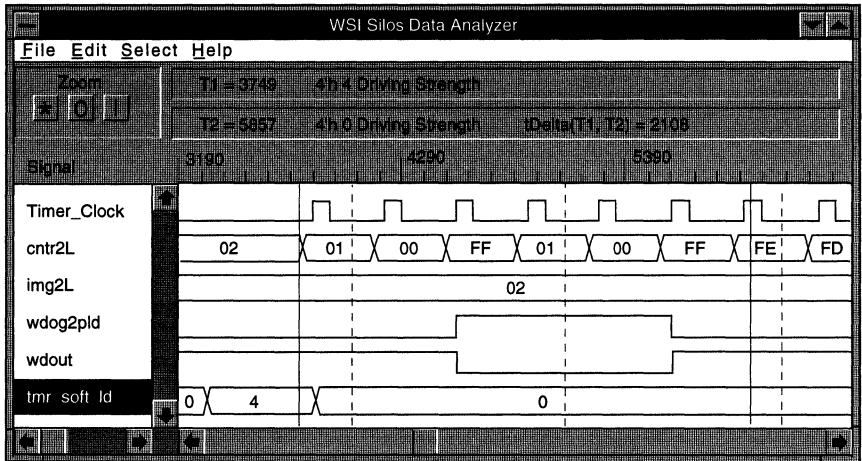 WSI Silos Data Analyzer
File Edit Select Help
Zoom T1 = 3749 4'h 4 Driving Strength
* 0 | T2 = 5857 4'h 0 Driving Strength tDelta(T1, T2) = 2108
Signal 3190 4290 5390
Timer_Clock
cntr2L 02 01 00 FF 01 00 FF FE FD
img2L 02
wdog2pld
wdout
tmr soft ld 0 4 0